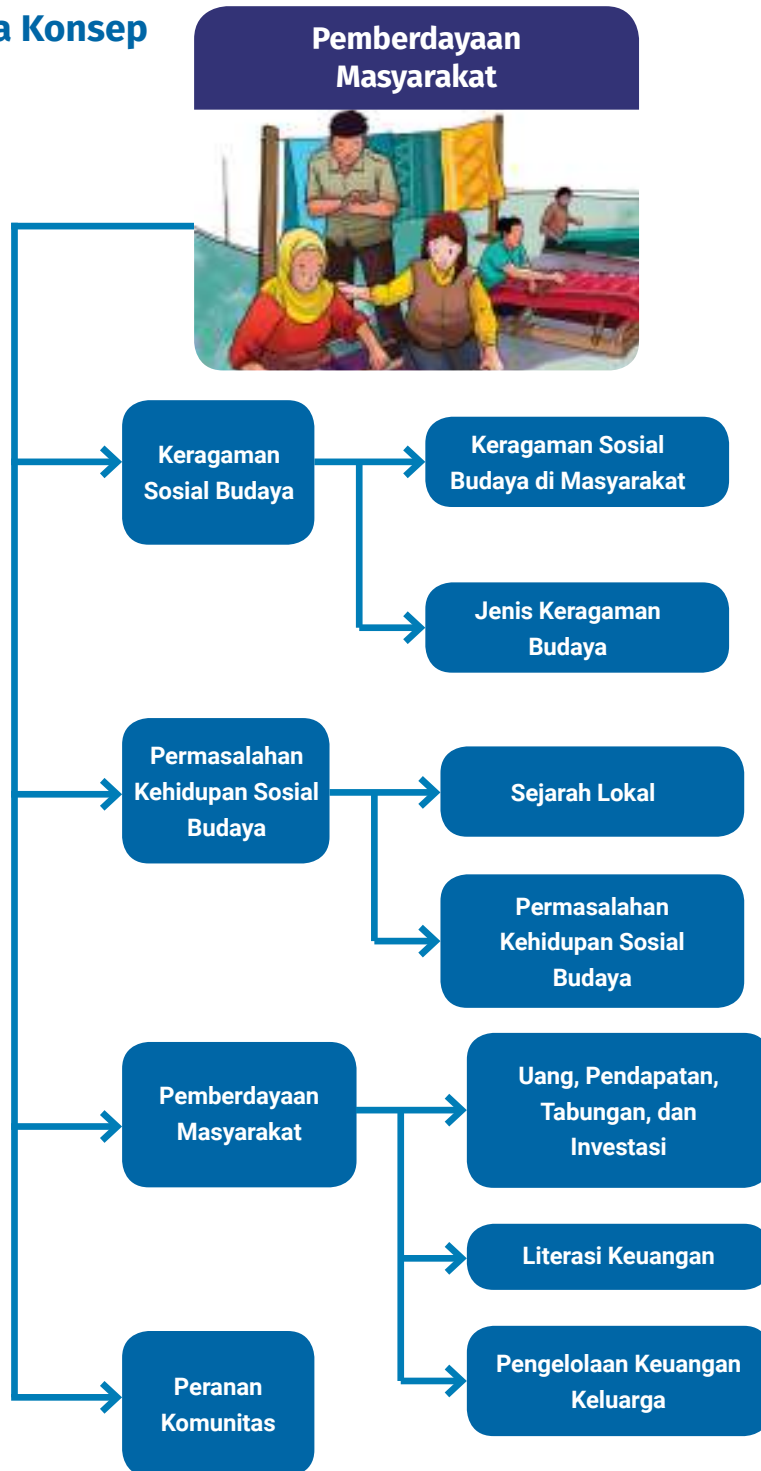 a Konsep
Pemberdayaan
Masyarakat
Keragaman
Sosial Budaya
Keragaman Sosial
Budaya di Masyarakat
Jenis Keragaman
Budaya
Permasalahan
Kehidupan Sosial
Budaya
Sejarah Lokal
Permasalahan
Kehidupan Sosial
Budaya
Pemberdayaan
Masyarakat
Uang, Pendapatan,
Tabungan, dan
Investasi
Literasi Keuangan
Pengelolaan Keuangan
Keluarga
Peranan
Komunitas